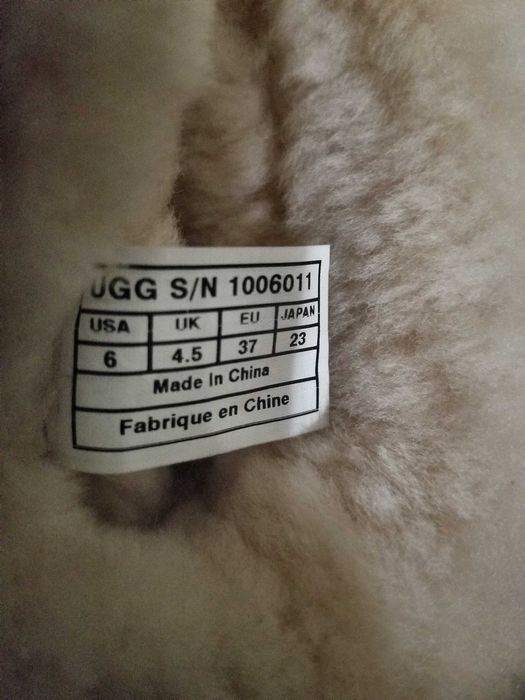 UGG S/N 1006011
USA UK EU JAPAN
6 4.5 37 23
Made In China
Fabrique en Chine